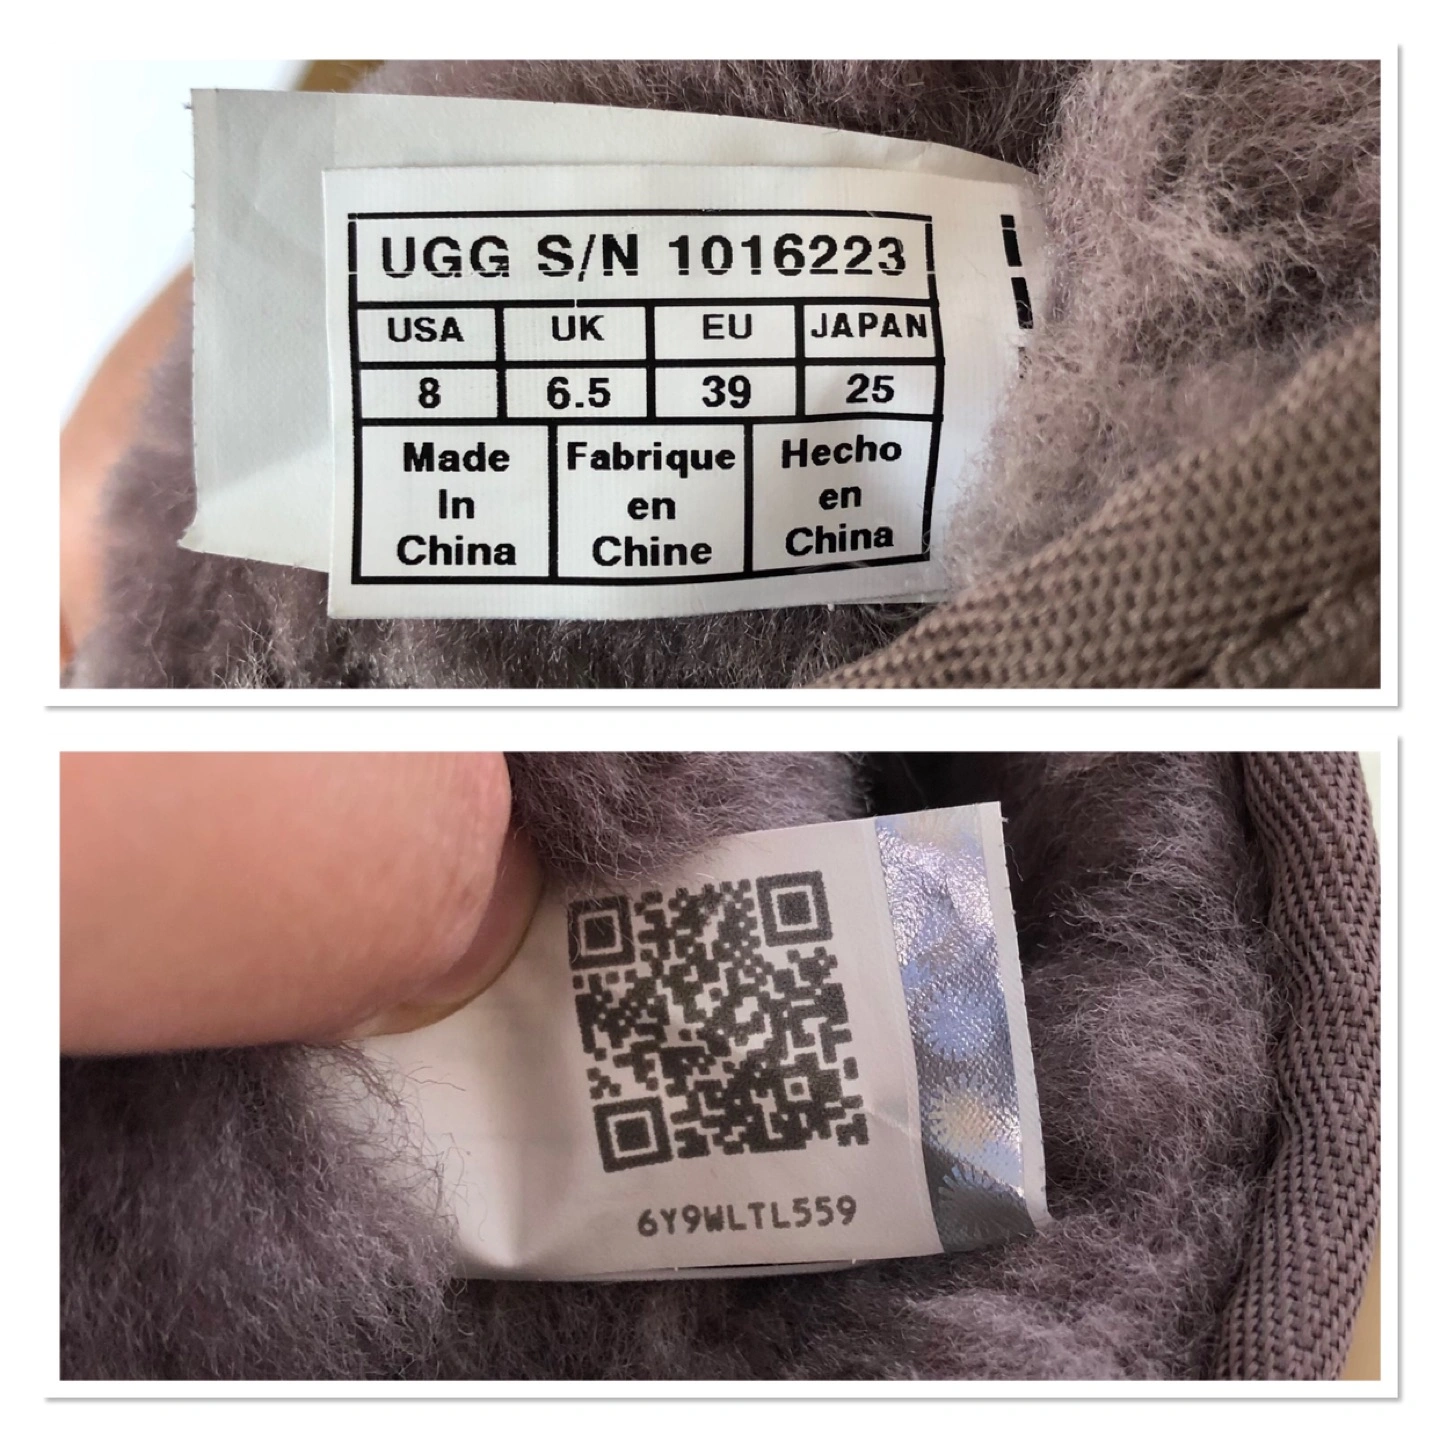 UGG S/N 1016223
USA UK EU JAPAN
8 6.5 39 25
Made In China
Fabrique en Chine
Hecho en China
6Y9WLTL559